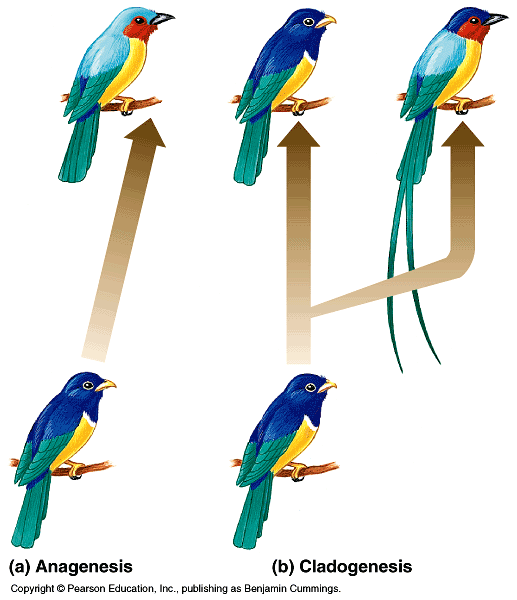 (a) Anagenesis
(b) Cladogenesis
Copyright © Pearson Education, Inc., publishing as Benjamin Cummings.